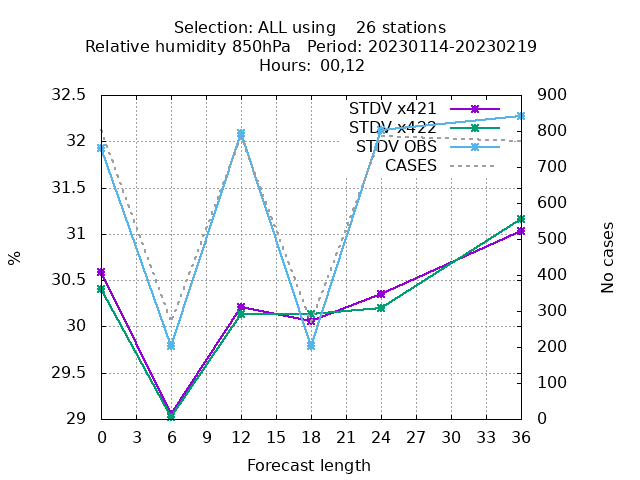 Selection: ALL using    26 stations
Relative humidity 850hPa   Period: 20230114-20230219
Hours: 00,12
32.5
32
31.5
31
30.5
30
29.5
29
%
STDV x421
STDV x422
STDV OBS
CASES
900
800
700
600
500
400
300
200
100
0
No cases
0 3 6 9 12 15 18 21 24 27 30 33 36
Forecast length